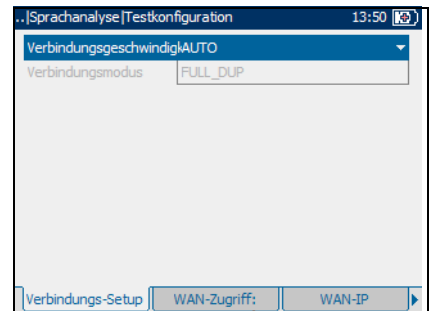 ..|Sprachanalyse|Testkonfiguration 13:50
Verbindungsgeschwindigk AUTO
Verbindungsmodus FULL_DUP
Verbindungs-Setup WAN-Zugriff: WAN-IP